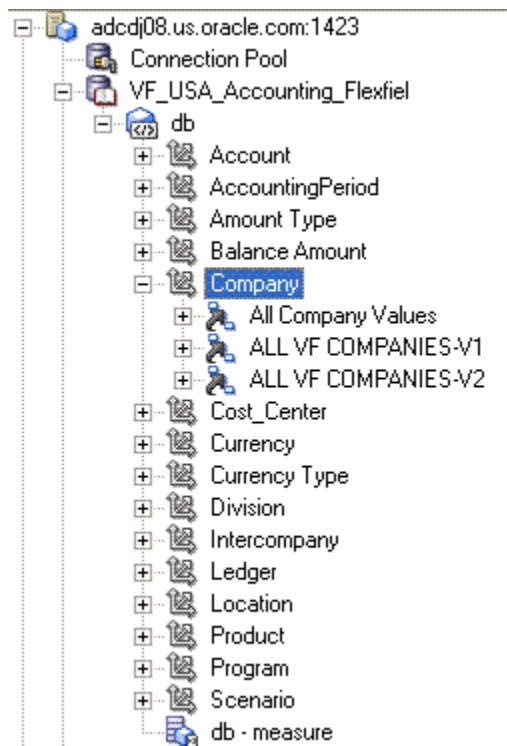 adcdj08.us.oracle.com:1423
Connection Pool
VF_USA_Accounting_Flexfiel
db
Account
AccountingPeriod
Amount Type
Balance Amount
Company
All Company Values
ALL VF COMPANIES-V1
ALL VF COMPANIES-V2
Cost_Center
Currency
Currency Type
Division
Intercompany
Ledger
Location
Product
Program
Scenario
db - measure